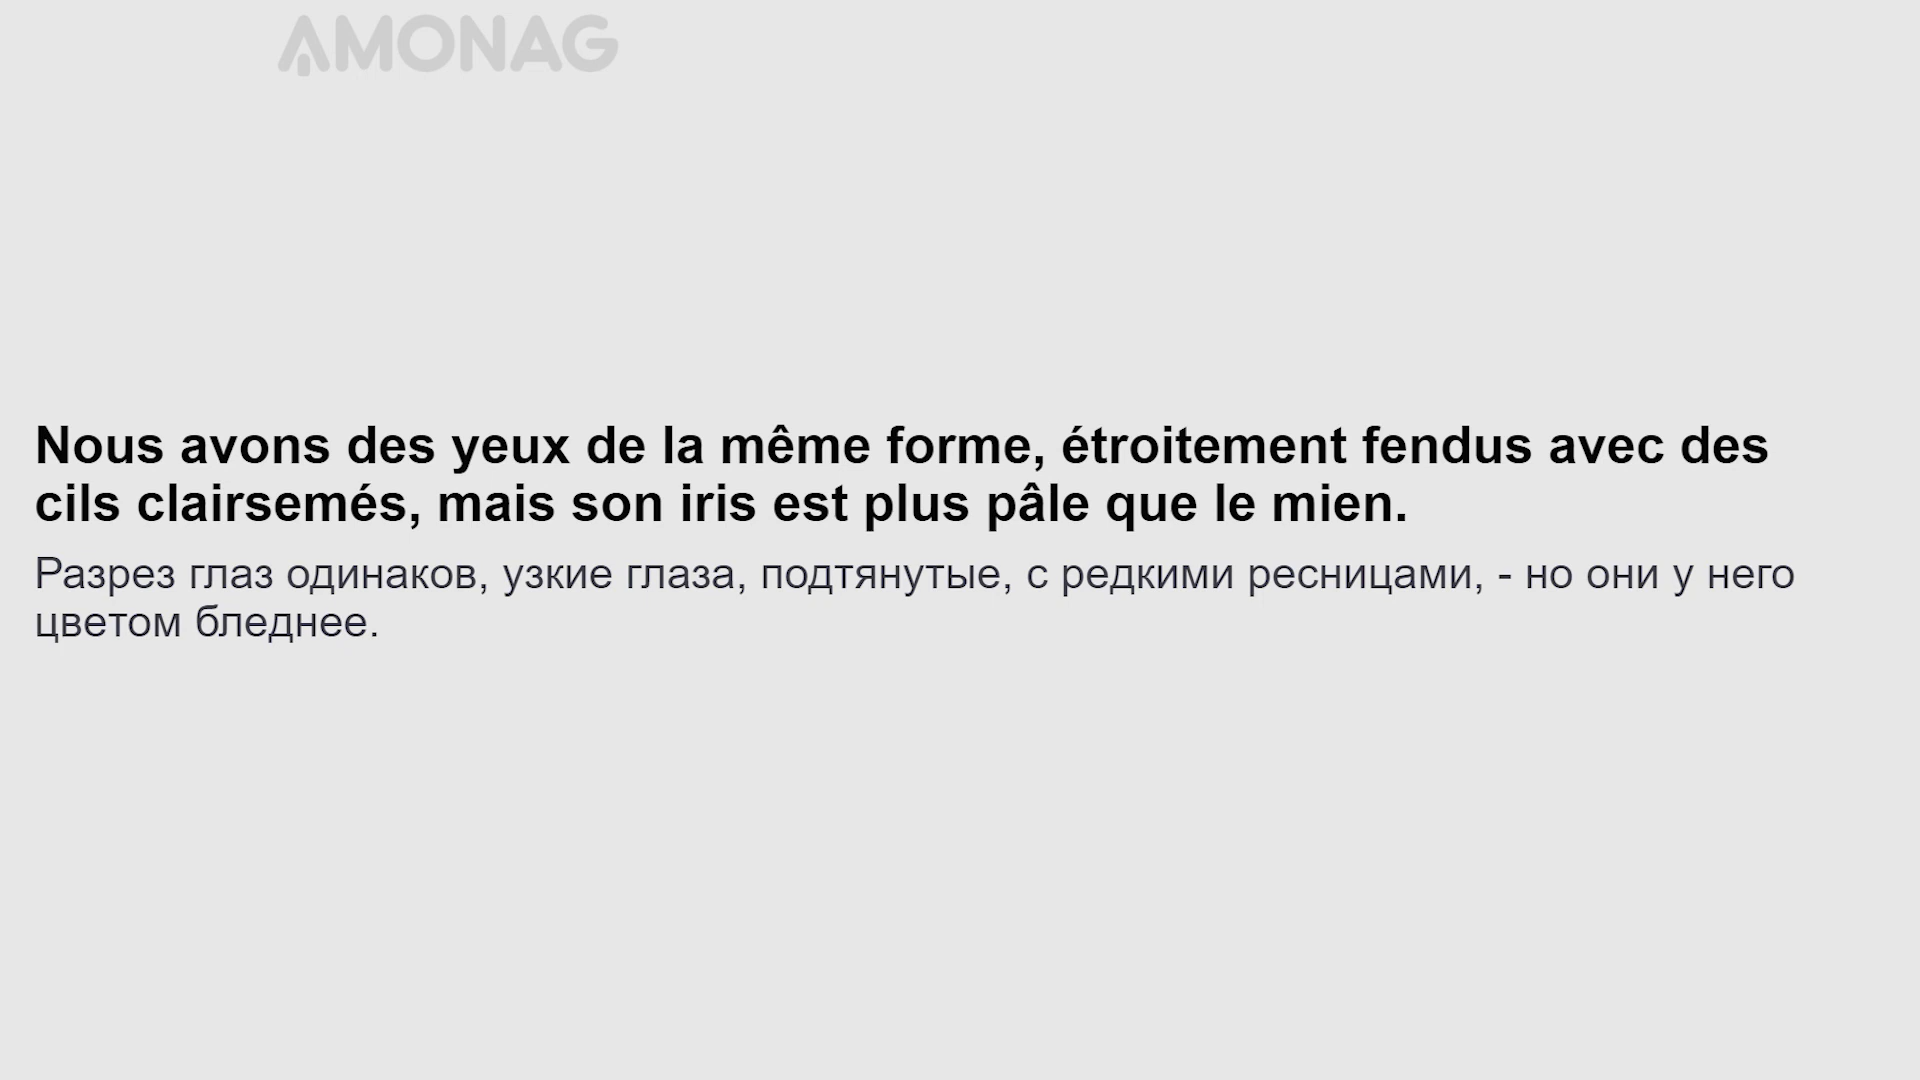 AMONAG
Nous avons des yeux de la même forme, étroitement fendus avec des
cils clairsemés, mais son iris est plus pâle que le mien.
Разрез глаз одинаков, узкие глаза, подтянутые, с редкими ресницами, - но они у него
цветом бледнее.